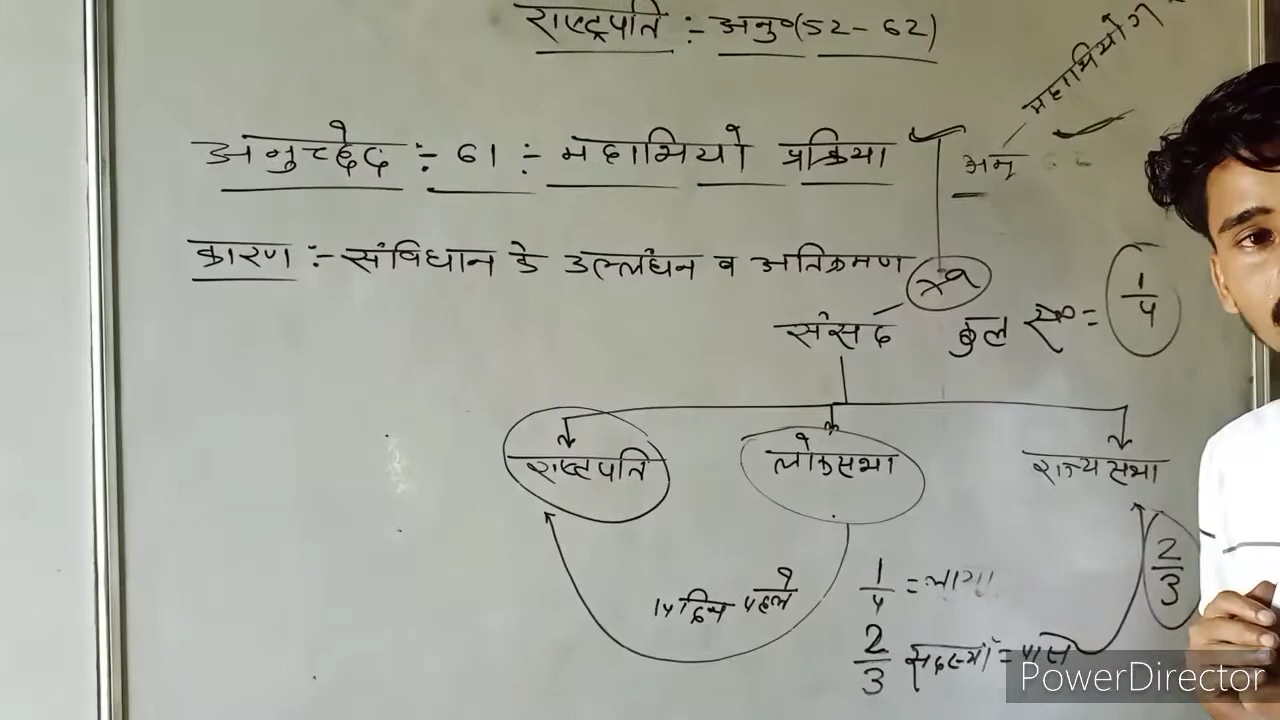 राष्ट्रपति :- अनु०(52-62)
महाभियोग
अनुच्छेद :- 61 :- महाभियो प्रक्रिया
अनु
कारण :- संविधान के उल्लंघन व अतिक्रमण
संसद कुल स० = 1/4
राष्ट्रपति लोकसभा राज्यसभा
14 दिन पहले
1/4 =
2/3
2/3 सदस्यों = पास
PowerDirector